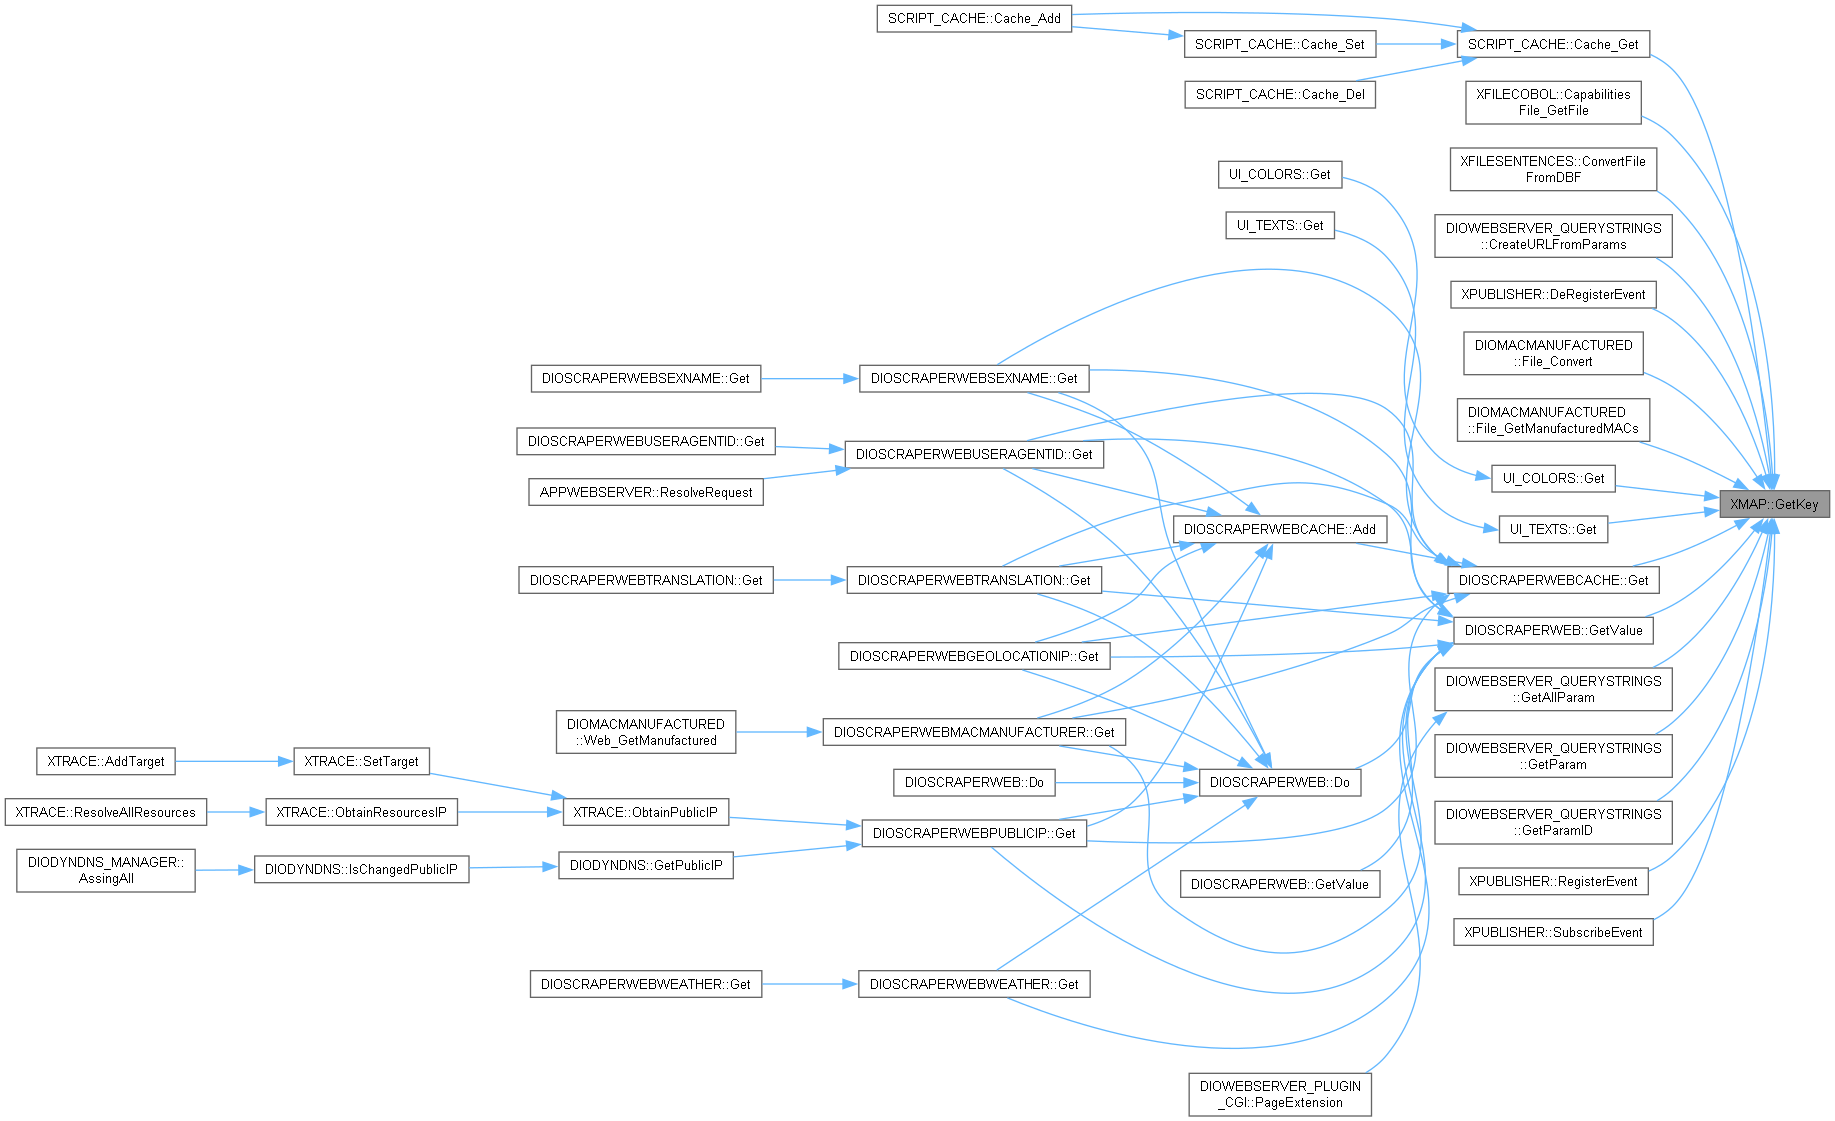 SCRIPT_CACHE::Cache_Add
SCRIPT_CACHE::Cache_Set
SCRIPT_CACHE::Cache_Get
SCRIPT_CACHE::Cache_Del
XFILECOBOL::Capabilities
File_GetFile
XFILESENTENCES::ConvertFile
FromDBF
UI_COLORS::Get
UI_TEXTS::Get
DIOWEBSERVER_QUERYSTRINGS
::CreateURLFromParams
XPUBLISHER::DeRegisterEvent
DIOMACMANUFACTURED
::File_Convert
DIOSCRAPERWEBSEXNAME::Get
DIOSCRAPERWEBSEXNAME::Get
DIOMACMANUFACTURED
::File_GetManufacturedMACs
DIOSCRAPERWEBUSERAGENTID::Get
DIOSCRAPERWEBUSERAGENTID::Get
APPWEBSERVER::ResolveRequest
UI_COLORS::Get
XMAP::GetKey
DIOSCRAPERWEBCACHE::Add
UI_TEXTS::Get
DIOSCRAPERWEBTRANSLATION::Get
DIOSCRAPERWEBTRANSLATION::Get
DIOSCRAPERWEBCACHE::Get
DIOSCRAPERWEB::GetValue
DIOSCRAPERWEBGEOLOCATIONIP::Get
DIOWEBSERVER_QUERYSTRINGS
::GetAllParam
DIOMACMANUFACTURED
::Web_GetManufactured
DIOSCRAPERWEBMACMANUFACTURER::Get
DIOWEBSERVER_QUERYSTRINGS
::GetParam
XTRACE::AddTarget
XTRACE::SetTarget
DIOSCRAPERWEB::Do
DIOSCRAPERWEB::Do
XTRACE::ResolveAllResources
XTRACE::ObtainResourcesIP
XTRACE::ObtainPublicIP
DIOSCRAPERWEBPUBLICIP::Get
DIOWEBSERVER_QUERYSTRINGS
::GetParamID
DIODYNDNS_MANAGER::
AssingAll
DIODYNDNS::IsChangedPublicIP
DIODYNDNS::GetPublicIP
DIOSCRAPERWEB::GetValue
XPUBLISHER::RegisterEvent
XPUBLISHER::SubscribeEvent
DIOSCRAPERWEBWEATHER::Get
DIOSCRAPERWEBWEATHER::Get
DIOWEBSERVER_PLUGIN
_CGI::PageExtension